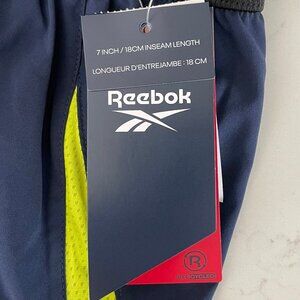 7 INCH / 18CM INSEAM LENGTH
LONGUEUR D'ENTREJAMBE : 18 CM
Reebok
R